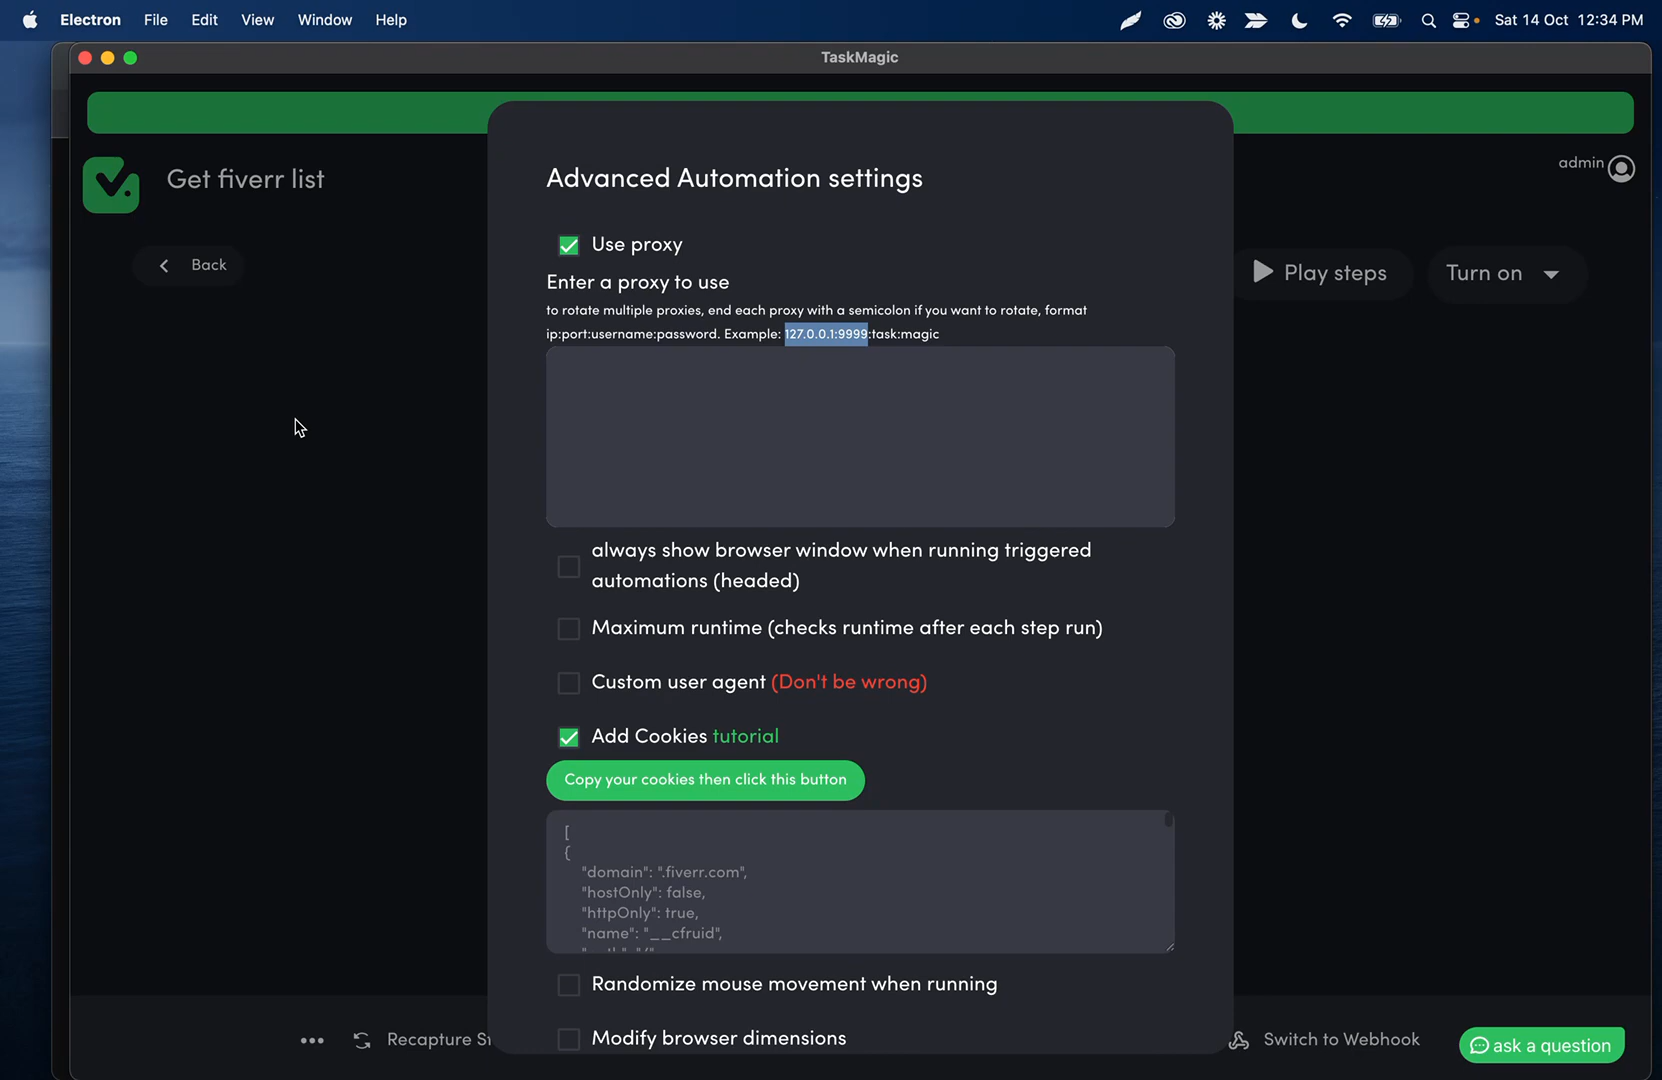 Electron File Edit View Window Help Sat 14 Oct 12:34 PM
TaskMagic
Get fiverr list
admin
Advanced Automation settings
Back
Use proxy
Play steps
Turn on
Enter a proxy to use
to rotate multiple proxies, end each proxy with a semicolon if you want to rotate, format
ip:port:username:password. Example: 127.0.0.1:9999:task:magic
always show browser window when running triggered
automations (headed)
Maximum runtime (checks runtime after each step run)
Custom user agent (Don't be wrong)
Add Cookies tutorial
Copy your cookies then click this button
[
{
"domain": ".fiverr.com",
"hostOnly": false,
"httpOnly": true,
"name": "__cfruid",
Randomize mouse movement when running
Modify browser dimensions
Recapture
Switch to Webhook
ask a question